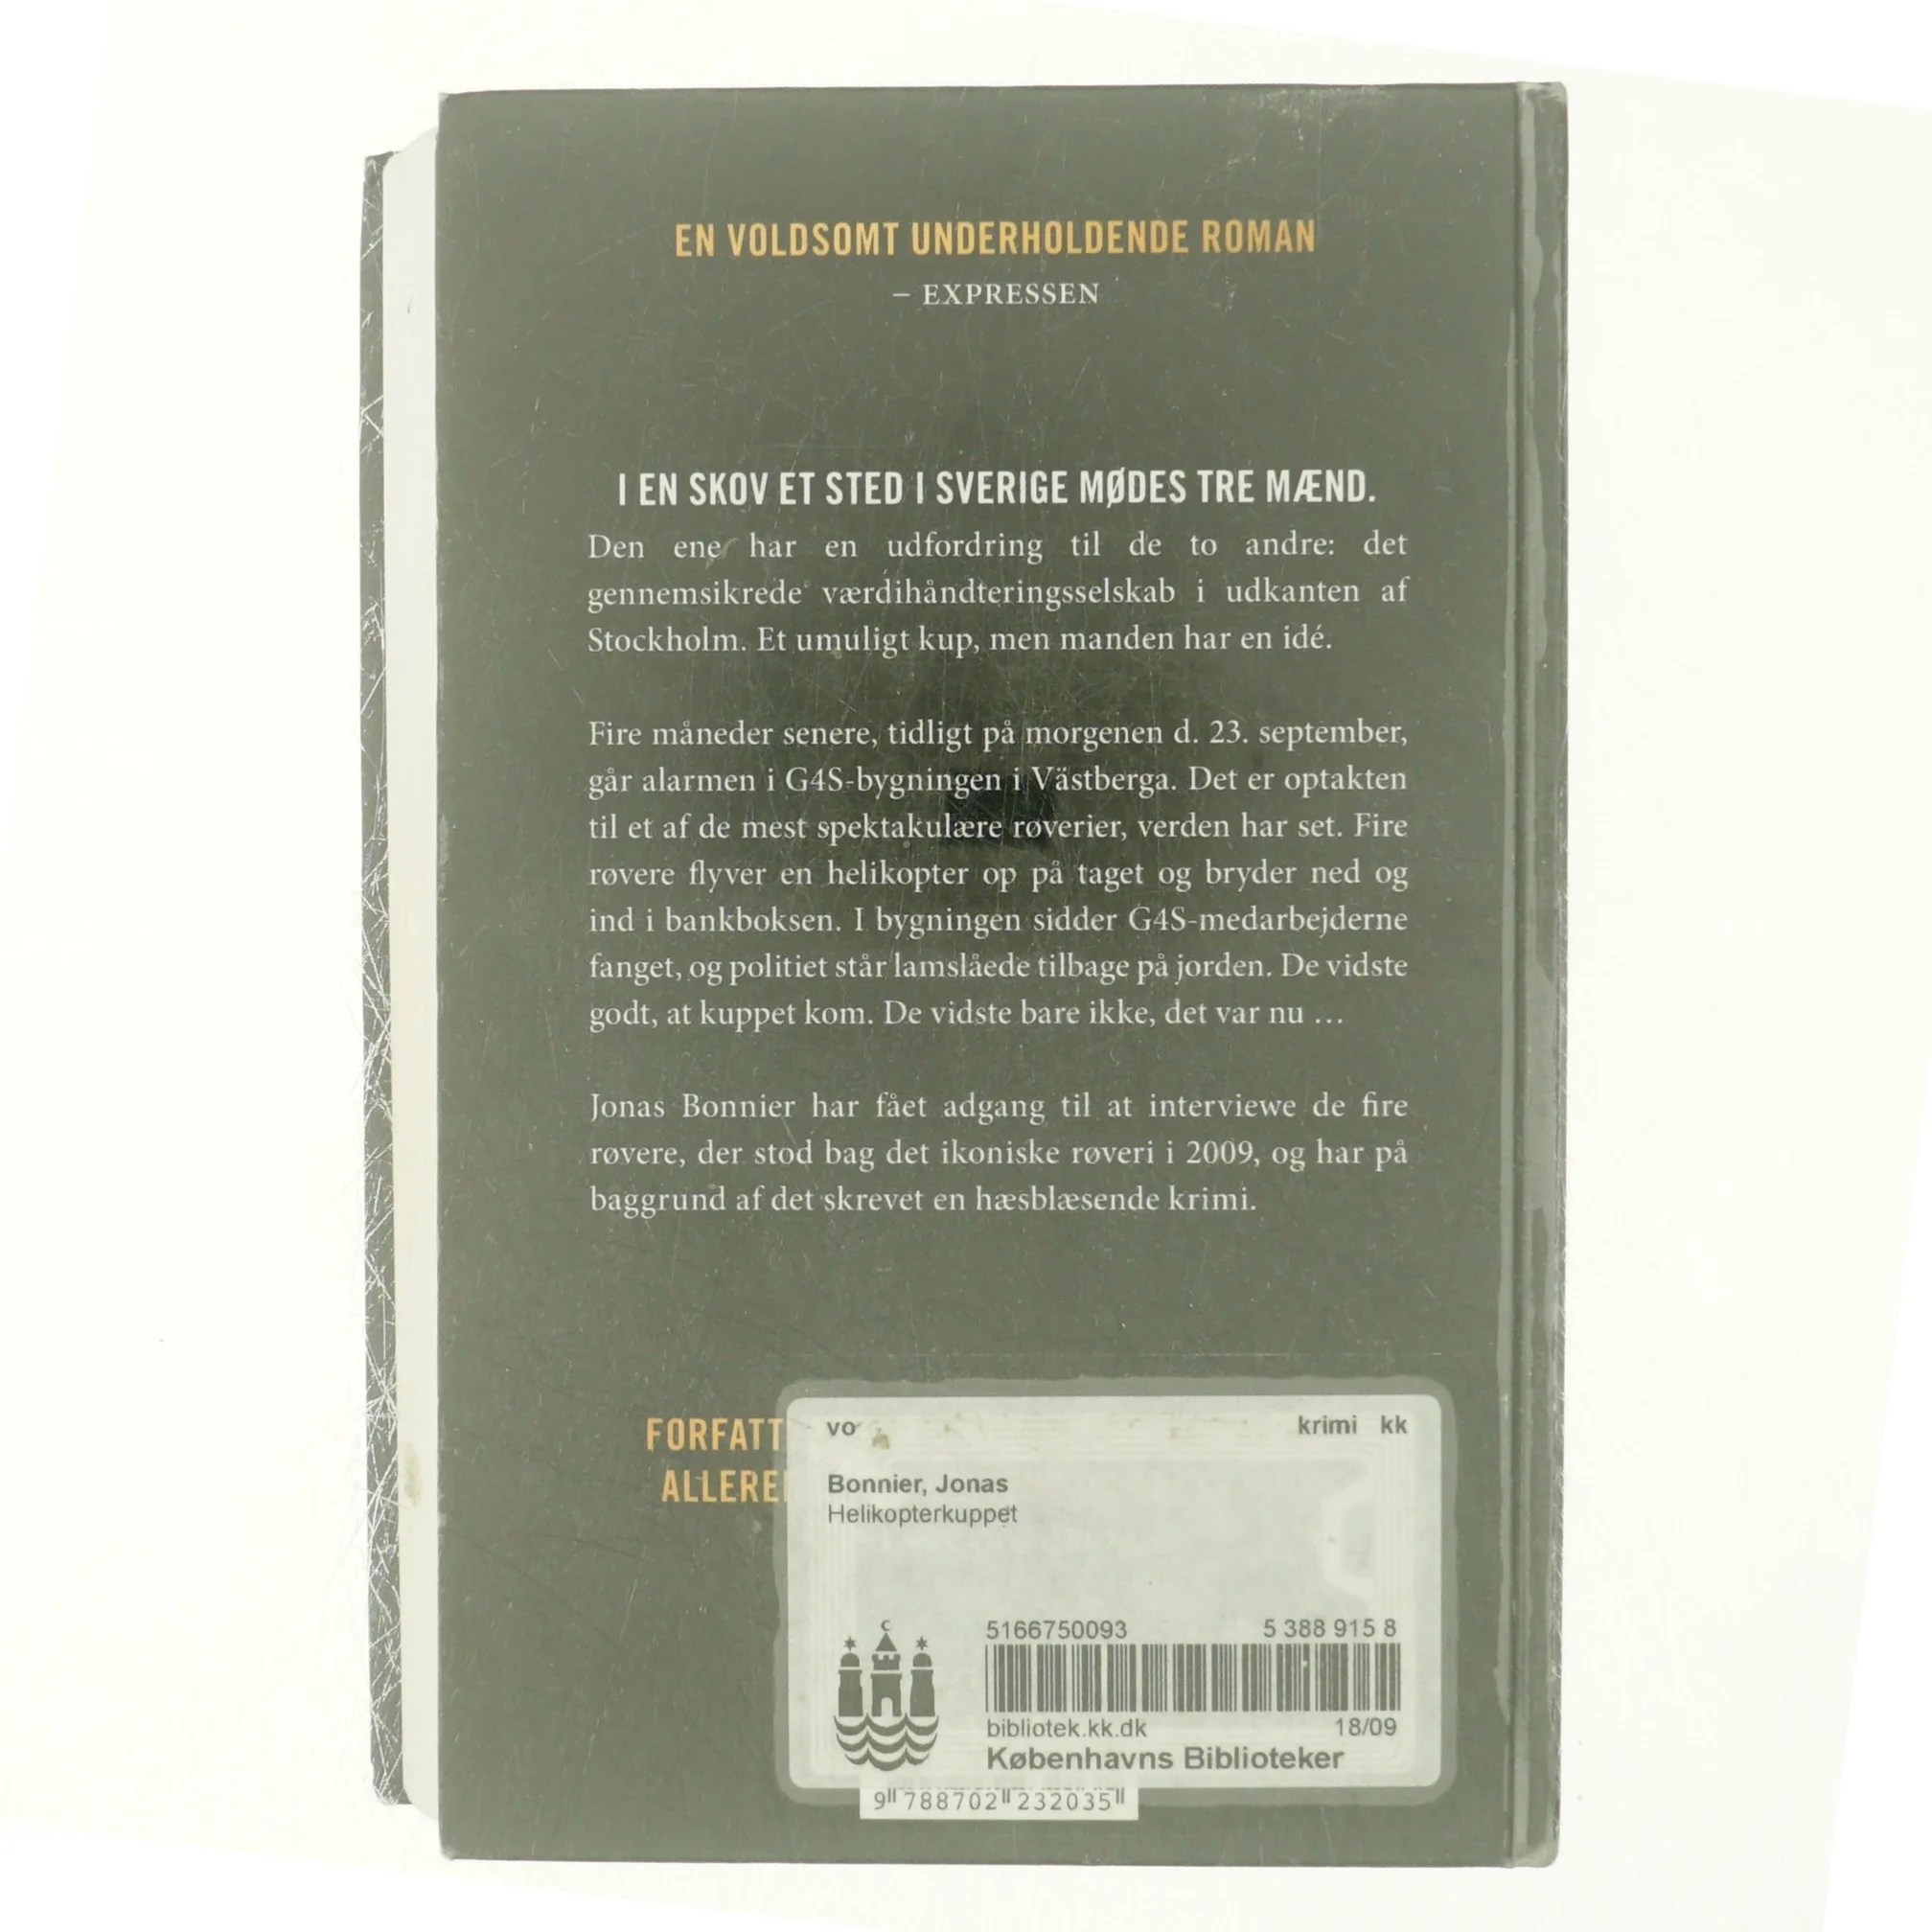 EN VOLDSOMT UNDERHOLDENDE ROMAN
– EXPRESSEN
I EN SKOV ET STED I SVERIGE MØDES TRE MÆND.
Den ene har en udfordring til de to andre: det
gennemsikrede værdihåndteringsselskab i udkanten af
Stockholm. Et umuligt kup, men manden har en idé.
Fire måneder senere, tidligt på morgenen d. 23. september,
går alarmen i G4S-bygningen i Västberga. Det er optakten
til et af de mest spektakulære røverier, verden har set. Fire
røvere flyver en helikopter op på taget og bryder ned og
ind i bankboksen. I bygningen sidder G4S-medarbejderne
fanget, og politiet står lamslåede tilbage på jorden. De vidste
godt, at kuppet kom. De vidste bare ikke, det var nu …
Jonas Bonnier har fået adgang til at interviewe de fire
røvere, der stod bag det ikoniske røveri i 2009, og har på
baggrund af det skrevet en hæsblæsende krimi.
FORFATT
ALLERE
vo krimi kk
Bonnier, Jonas
Helikopterkuppet
5166750093 5 388 915 8
bibliotek.kk.dk 18/09
Københavns Biblioteker
9 788702 232035